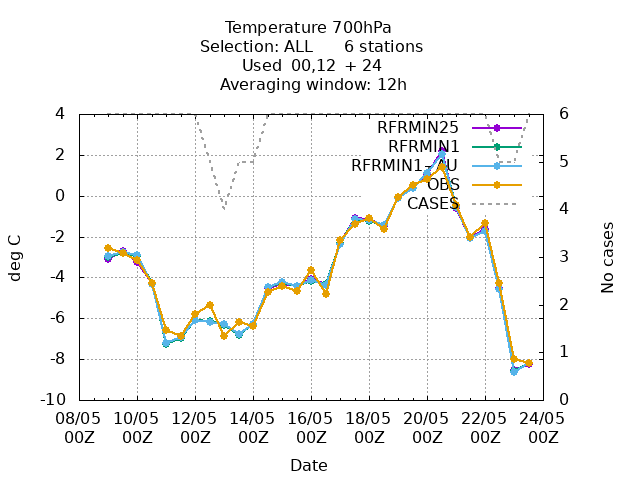 Temperature 700hPa
Selection: ALL 6 stations
Used 00,12 + 24
Averaging window: 12h
RFRMIN25
RFRMIN1
RFRMIN1-AU
OBS
CASES
4
2
0
-2
-4
-6
-8
-10
deg C
6
5
4
3
2
1
0
No cases
08/05 10/05 12/05 14/05 16/05 18/05 20/05 22/05 24/05
00Z 00Z 00Z 00Z 00Z 00Z 00Z 00Z 00Z
Date